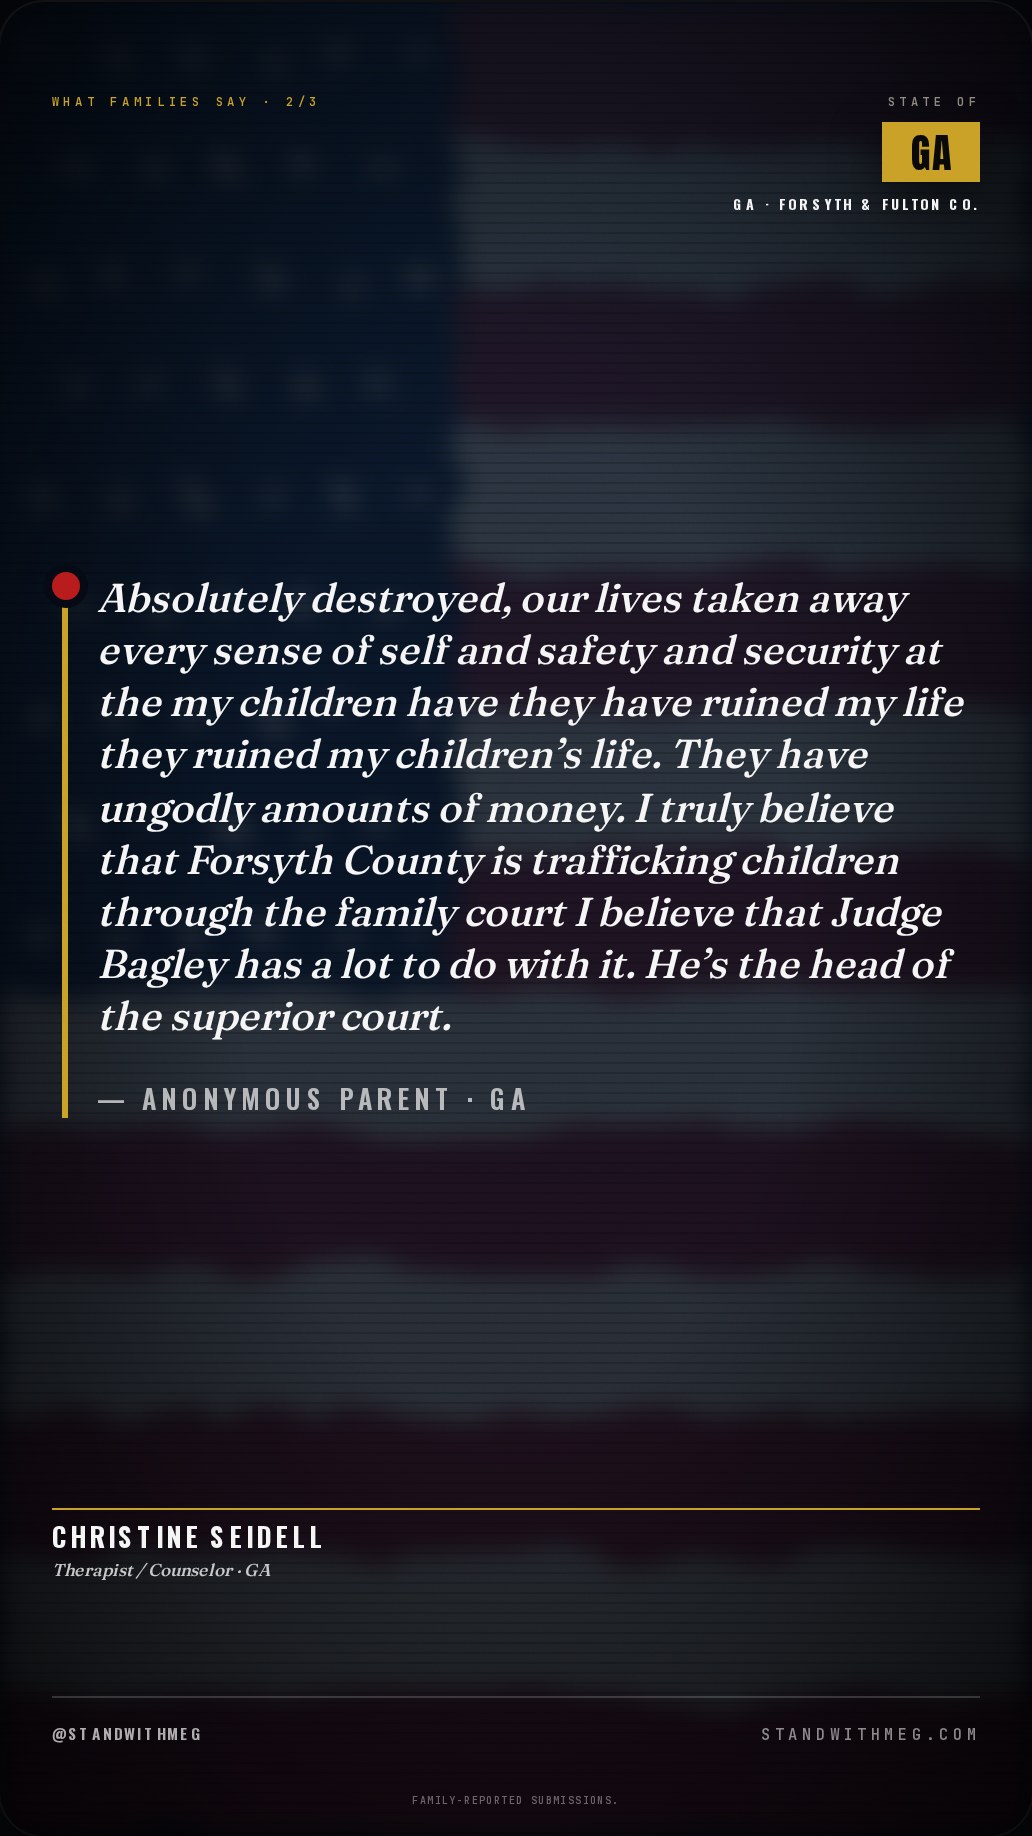 WHAT FAMILIES SAY · 2/3
STATE OF
GA
GA · FORSYTH & FULTON CO.
Absolutely destroyed, our lives taken away
every sense of self and safety and security at
the my children have they have ruined my life
they ruined my children’s life. They have
ungodly amounts of money. I truly believe
that Forsyth County is trafficking children
through the family court I believe that Judge
Bagley has a lot to do with it. He’s the head of
the superior court.
— ANONYMOUS PARENT · GA
CHRISTINE SEIDELL
Therapist / Counselor · GA
@STANDWITHMEG
STANDWITHMEG.COM
FAMILY-REPORTED SUBMISSIONS.